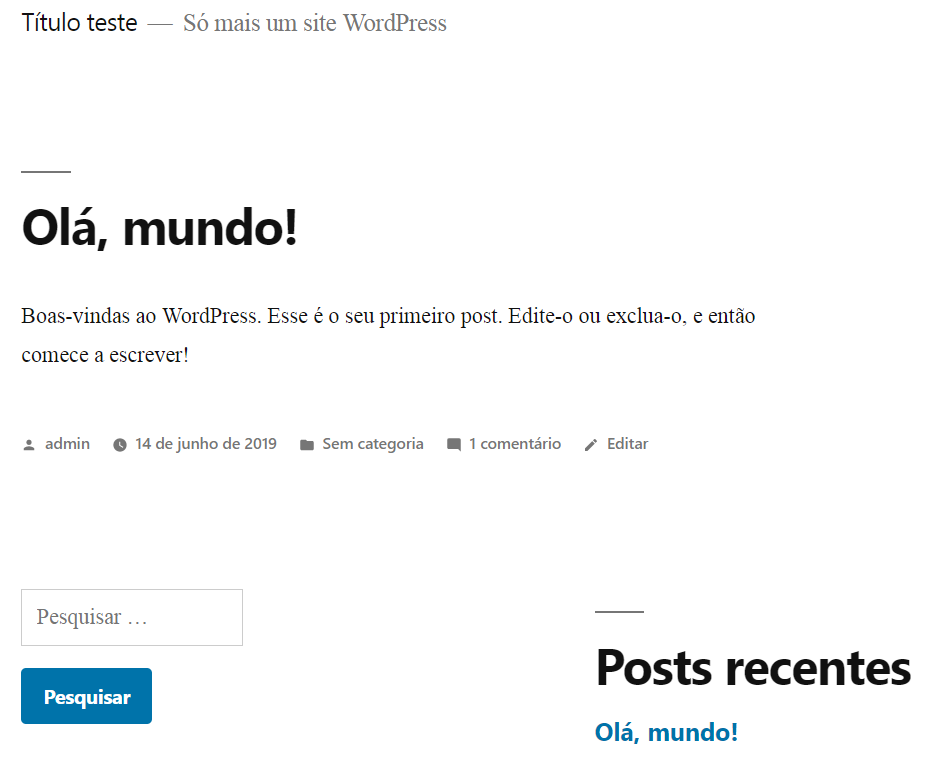 Título teste — Só mais um site WordPress
Olá, mundo!
Boas-vindas ao WordPress. Esse é o seu primeiro post. Edite-o ou exclua-o, e então
comece a escrever!
admin 14 de junho de 2019 Sem categoria 1 comentário Editar
Pesquisar …
Pesquisar
Posts recentes
Olá, mundo!